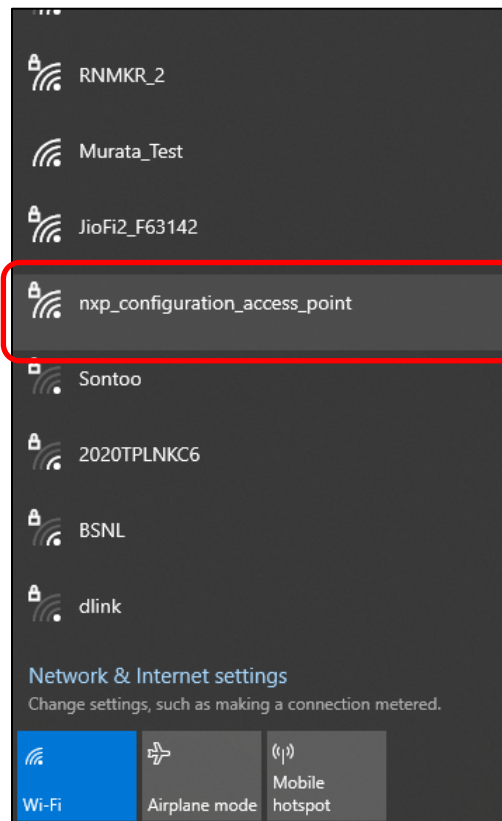 RNMKR_2
Murata_Test
JioFi2_F63142
nxp_configuration_access_point
Sontoo
2020TPLNKC6
BSNL
dlink
Network & Internet settings
Change settings, such as making a connection metered.
Wi-Fi
Airplane mode
Mobile
hotspot